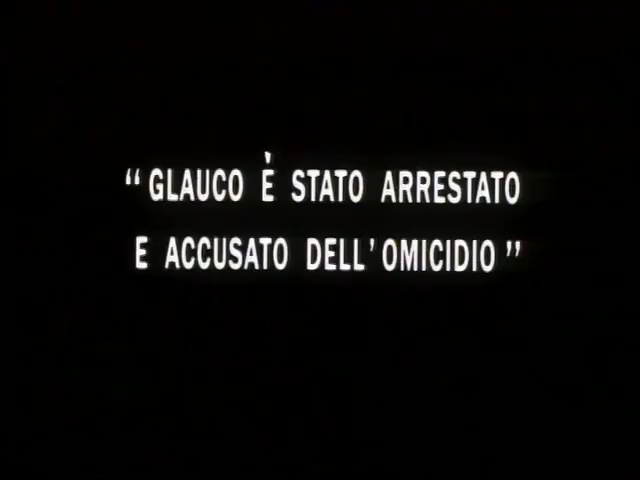 “GLAUCO È STATO ARRESTATO
E ACCUSATO DELL'OMICIDIO”